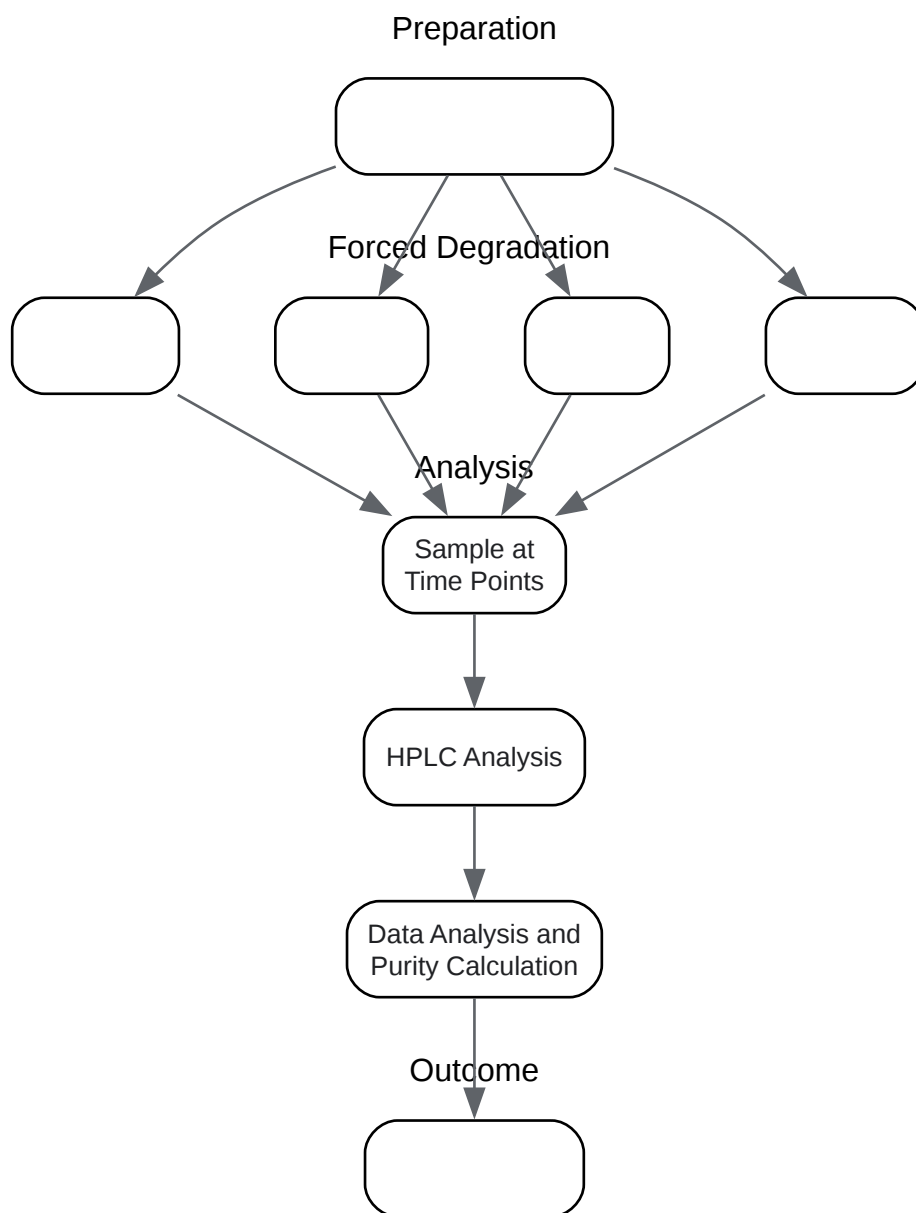 Preparation
Forced Degradation
Analysis
Sample at
Time Points
HPLC Analysis
Data Analysis and
Purity Calculation
Outcome